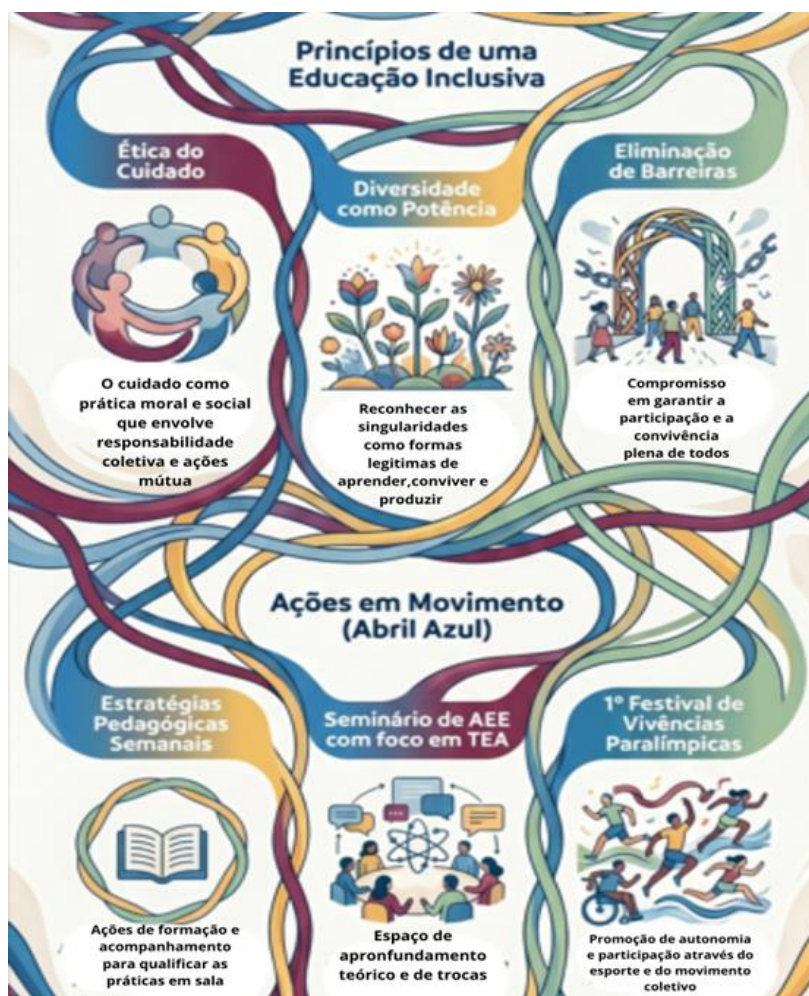 Princípios de uma
Educação Inclusiva
Ética do
Cuidado
Diversidade
como Potência
Eliminação
de Barreiras
O cuidado como
prática moral e social
que envolve
responsabilidade
coletiva e ações
mútua
Reconhecer as
singularidades
como formas
legitimas de
aprender,conviver e
produzir
Compromisso
em garantir a
participação e a
convivência
plena de todos
Ações em Movimento
(Abril Azul)
Estratégias
Pedagógicas
Semanais
Seminário de AEE
com foco em TEA
1º Festival de
Vivências
Paralímpicas
Ações de formação e
acompanhamento
para qualificar as
práticas em sala
Espaço de
apronfundamento
teórico e de trocas
Promoção de autonomia
e participação através do
esporte e do movimento
coletivo